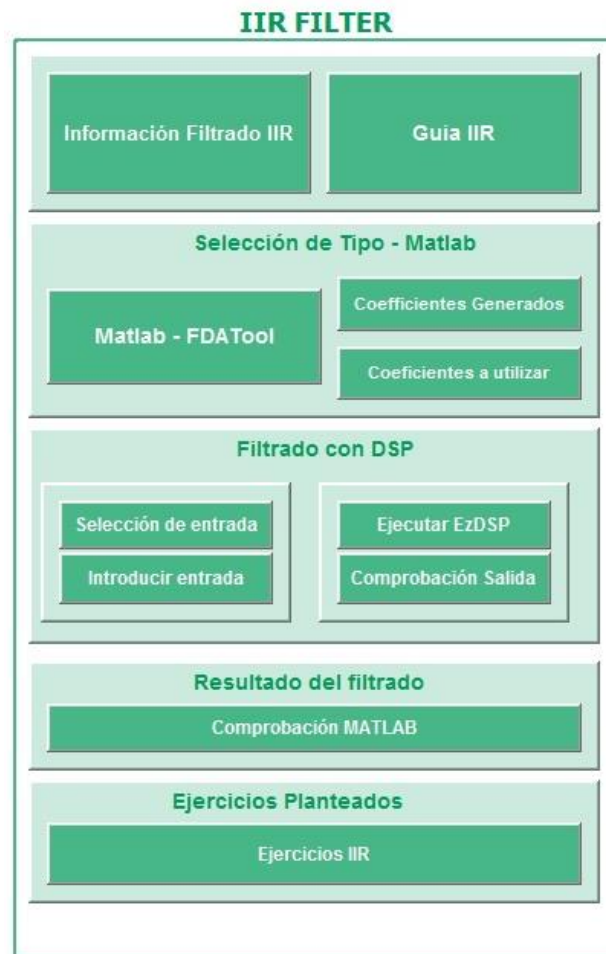 IIR FILTER
Información Filtrado IIR
Guia IIR
Selección de Tipo - Matlab
Matlab - FDATool
Coefficientes Generados
Coeficientes a utilizar
Filtrado con DSP
Selección de entrada
Introducir entrada
Ejecutar EzDSP
Comprobación Salida
Resultado del filtrado
Comprobación MATLAB
Ejercicios Planteados
Ejercicios IIR